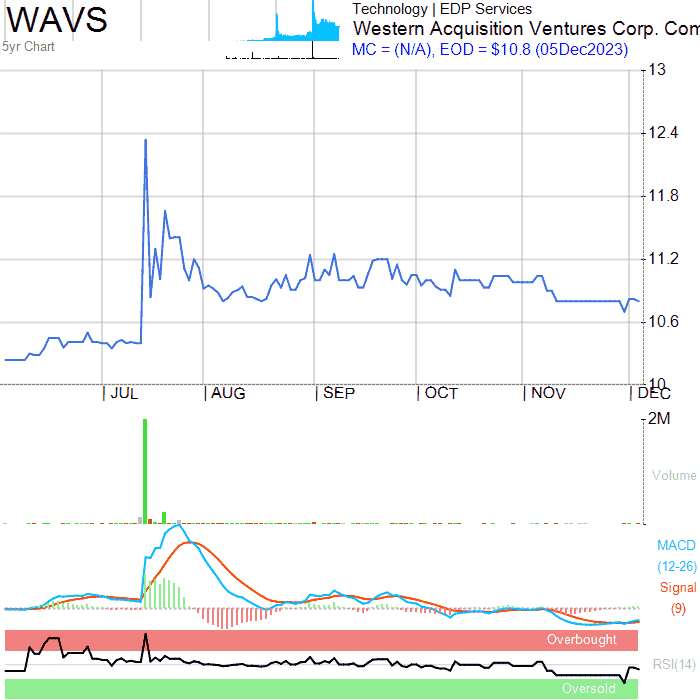 WAVS
5yr Chart
Technology | EDP Services
Western Acquisition Ventures Corp. Com
MC = (N/A), EOD = $10.8 (05Dec2023)
13
12.4
11.8
11.2
10.6
10
JUL
AUG
SEP
OCT
NOV
DEC
2M
Volume
MACD
(12-26)
Signal
(9)
Overbought
RSI(14)
Oversold